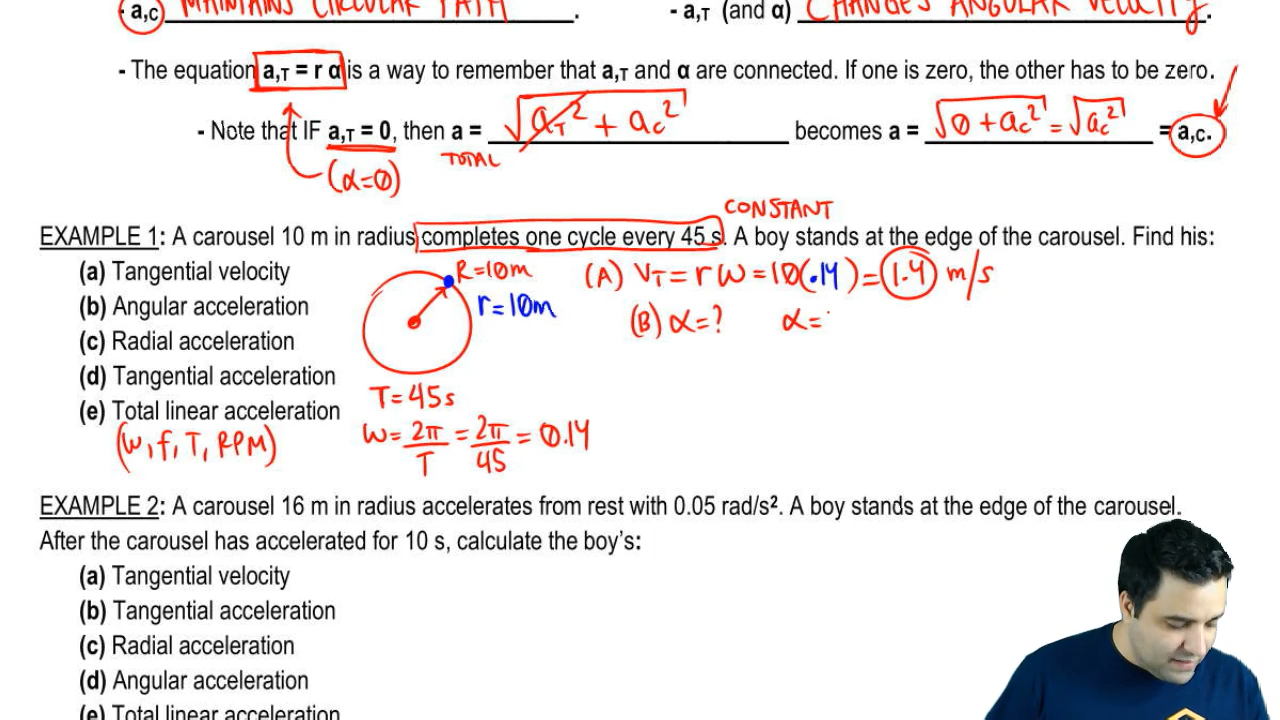 - a,c MAINTAINS CIRCULAR PATH. - a,T (and α) CHANGES ANGULAR VELOCITY.
- The equation a,T = r α is a way to remember that a,T and α are connected. If one is zero, the other has to be zero.
- Note that IF a,T = 0, then a = √aT² + ac² becomes a = √0 + ac² = √ac² = a,c.
TOTAL
(α=0)
CONSTANT
EXAMPLE 1: A carousel 10 m in radius completes one cycle every 45 s. A boy stands at the edge of the carousel. Find his:
(a) Tangential velocity
R=10m
(A) VT = r ω = 10(.14) = 1.4 m/s
(b) Angular acceleration
r=10m
(B) α=? α=
(c) Radial acceleration
(d) Tangential acceleration
T=45s
(e) Total linear acceleration
(W, f, T, RPM)
ω = 2π/T = 2π/45 = 0.14
EXAMPLE 2: A carousel 16 m in radius accelerates from rest with 0.05 rad/s². A boy stands at the edge of the carousel.
After the carousel has accelerated for 10 s, calculate the boy's:
(a) Tangential velocity
(b) Tangential acceleration
(c) Radial acceleration
(d) Angular acceleration
(e) Total linear acceleration